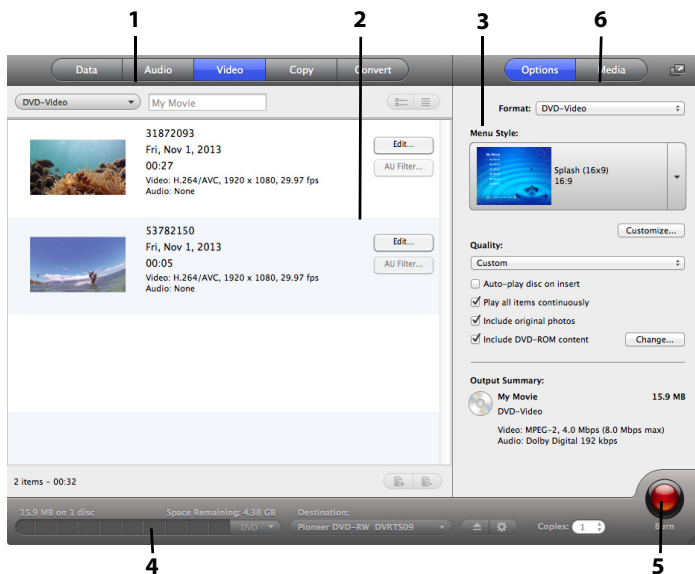 1 2 3 6
Data Audio Video Copy Convert Options Media
DVD-Video My Movie
Format: DVD-Video
Menu Style:
Splash (16x9)
16:9
Customize...
31872093
Fri, Nov 1, 2013
00:27
Video: H.264/AVC, 1920 x 1080, 29.97 fps
Audio: None
Edit...
AU Filter...
53782150
Fri, Nov 1, 2013
00:05
Video: H.264/AVC, 1920 x 1080, 29.97 fps
Audio: None
Edit...
AU Filter...
Quality:
Custom
Auto-play disc on insert
Play all items continuously
Include original photos
Include DVD-ROM content Change...
Output Summary:
My Movie 15.9 MB
DVD-Video
Video: MPEG-2, 4.0 Mbps (8.0 Mbps max)
Audio: Dolby Digital 192 kbps
2 items - 00:32
15.9 MB on 1 disc Space Remaining: 4.38 GB Destination:
DVD Pioneer DVD-RW DVRTS09 Copies: 1 Burn
4 5